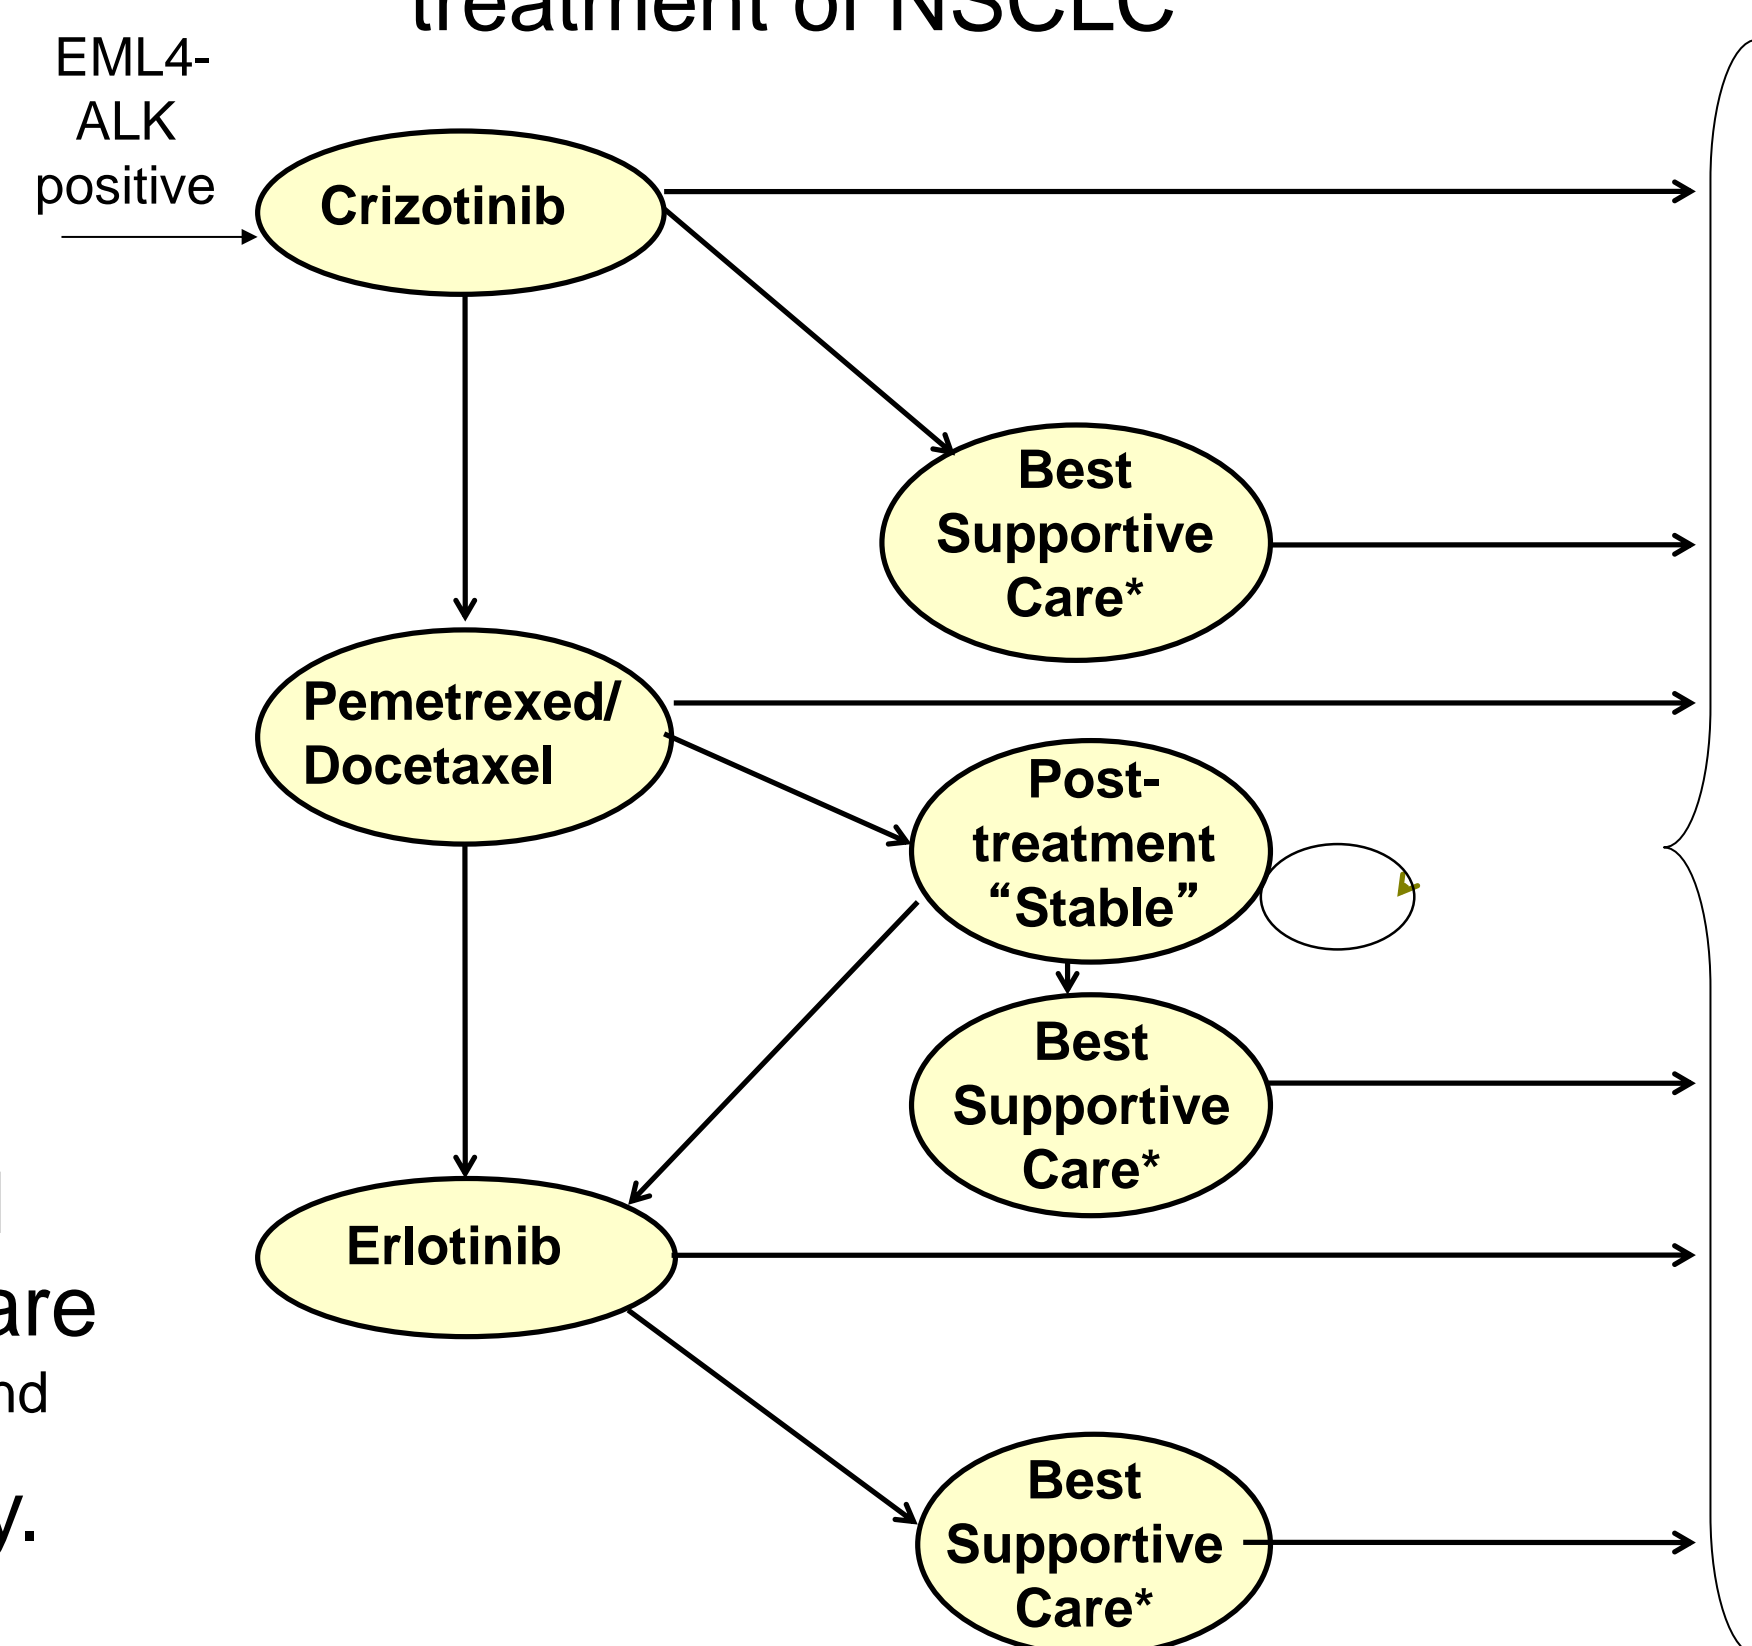 treatment of NSCLC
EML4-
ALK
positive
Crizotinib
Best
Supportive
Care*
Pemetrexed/
Docetaxel
Post-
treatment
“Stable”
Best
Supportive
Care*
Erlotinib
are
nd
y.
Best
Supportive
Care*